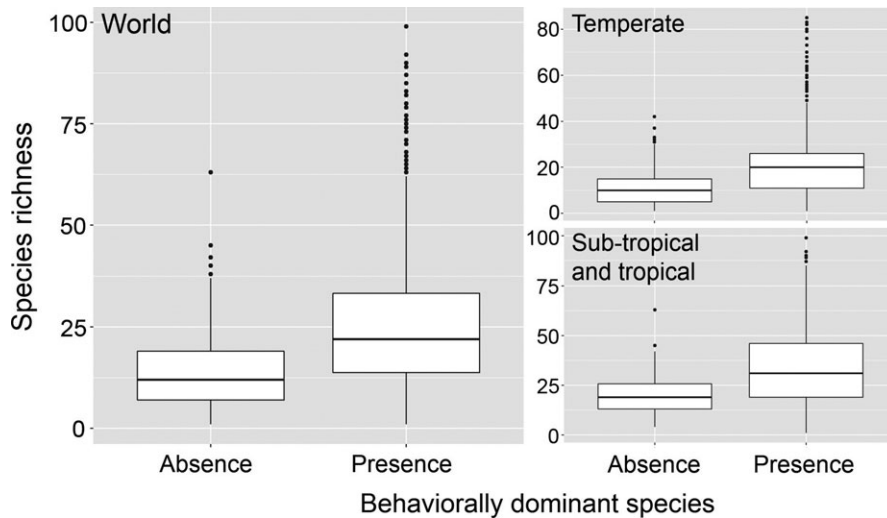 World
100
75
50
25
0
Species richness
Absence
Presence
Temperate
80
60
40
20
0
Sub-tropical
and tropical
100
75
50
25
0
Absence
Presence
Behaviorally dominant species